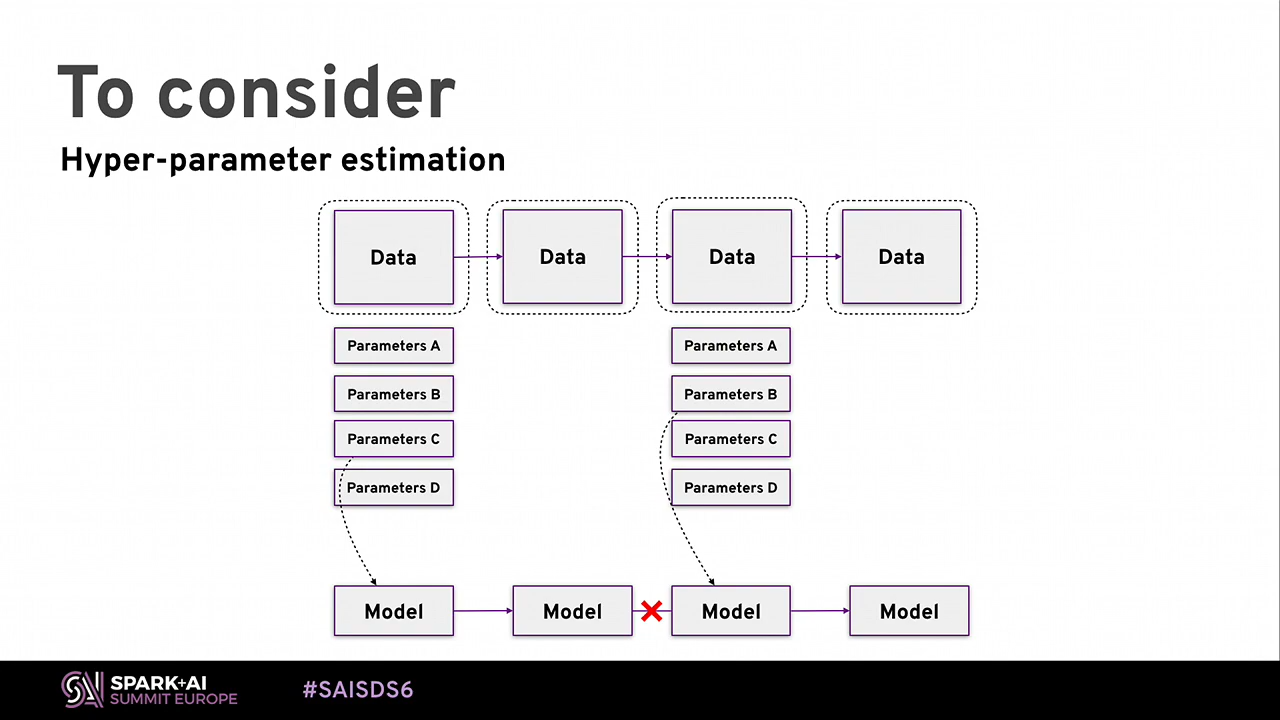 To consider
Hyper-parameter estimation
Data
Data
Data
Data
Parameters A
Parameters A
Parameters B
Parameters B
Parameters C
Parameters C
Parameters D
Parameters D
Model
Model
Model
Model
SPARK+AI
SUMMIT EUROPE
#SAISDS6